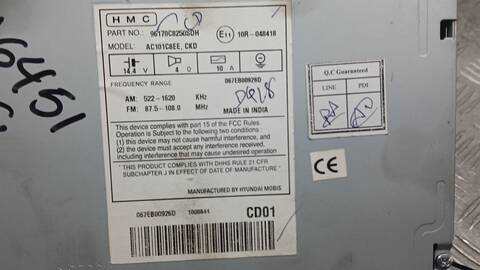 HMC
PART NO.: 96170C8250SDH
E11 10R-048418
MODEL: AC101C8EE, CKD
14.4 V 4 Ω 10 A ⊖
FREQUENCY RANGE 067EB00926D
AM: 522-1620 KHz
FM: 87.5-108.0 MHz MADE IN INDIA
This device complies with part 15 of the FCC Rules.
Operation is Subject to the following two conditions
(1) this device may not cause harmful interference, and
(2) the device must accept any interference received,
including interference that may cause undesired operation
" THIS PRODUCT COMPLIES WITH DHHS RULE 21 CFR
SUBCHAPTER J IN EFFECT OF DATE OF MANUFACTURE "
MANUFACTURED BY HYUNDAI MOBIS
067EB00926D CD01
Q.C Guaranteed
LINE PDI
CE
6451